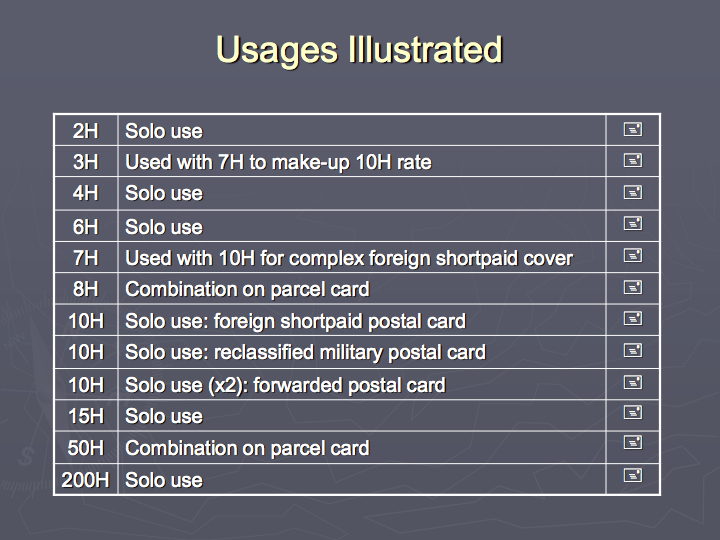 Usages Illustrated
2H Solo use
3H Used with 7H to make-up 10H rate
4H Solo use
6H Solo use
7H Used with 10H for complex foreign shortpaid cover
8H Combination on parcel card
10H Solo use: foreign shortpaid postal card
10H Solo use: reclassified military postal card
10H Solo use (x2): forwarded postal card
15H Solo use
50H Combination on parcel card
200H Solo use
S